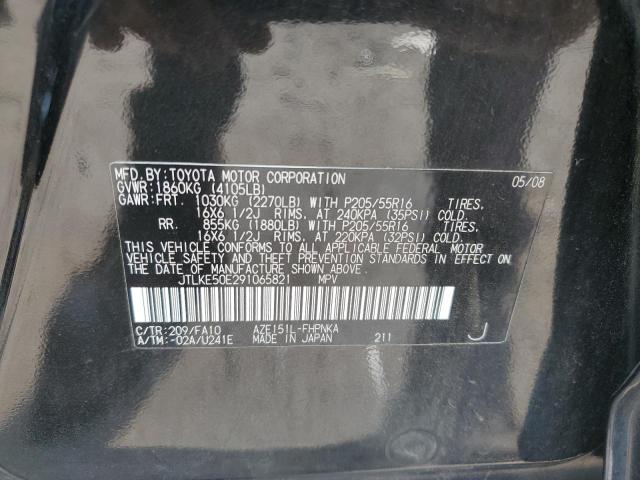 MFD. BY: TOYOTA MOTOR CORPORATION 05/08
GVWR: 1860KG (4105LB)
GAWR: FRT. 1030KG (2270LB) WITH P205/55R16 TIRES.
16X6 1/2J RIMS. AT 240KPA (35PSI) COLD.
RR. 855KG (1880LB) WITH P205/55R16 TIRES.
16X6 1/2J RIMS. AT 220KPA (32PSI) COLD.
THIS VEHICLE CONFORMS TO ALL APPLICABLE FEDERAL MOTOR
VEHICLE SAFETY AND THEFT PREVENTION STANDARDS IN EFFECT
ON THE DATE OF MANUFACTURE SHOWN ABOVE.
JTLKE50E291065821 MPV
C/TR: 209/FA10 AZE151L-FHPNKA
A/TM: -02A/U241E MADE IN JAPAN 211 J